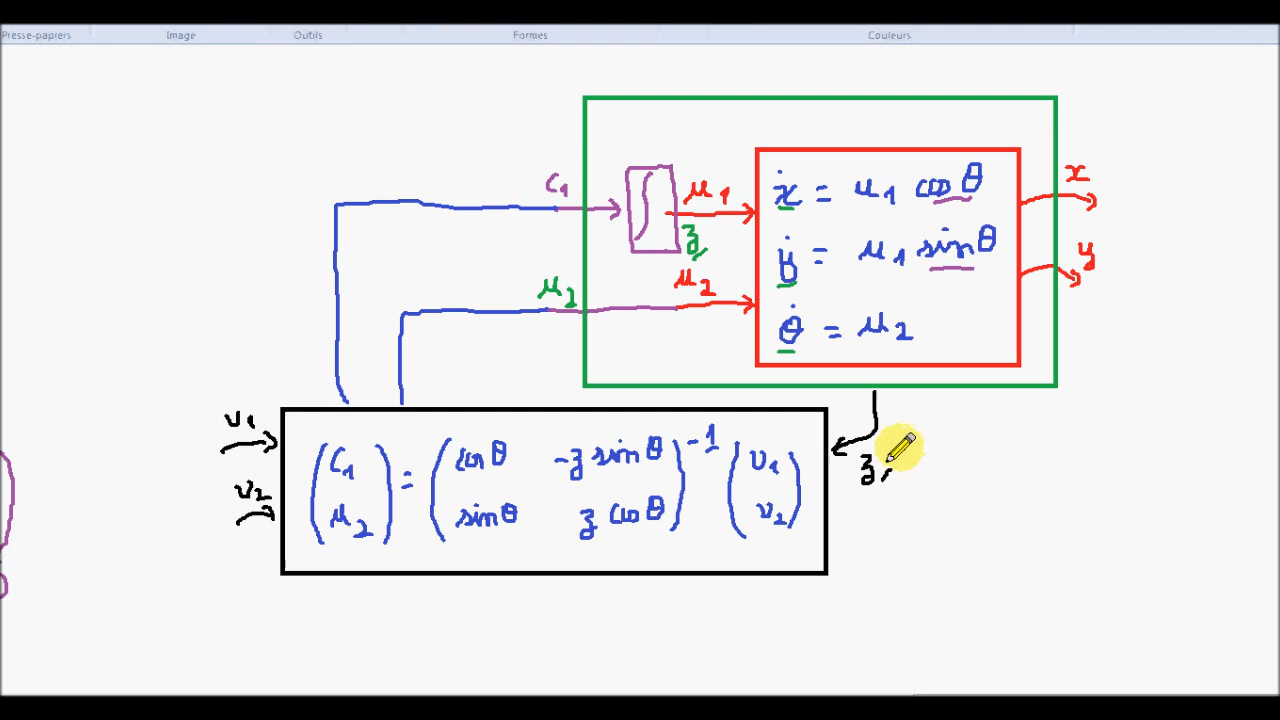 Presse-papiers Image Outils Formes Couleurs
c₁ ∫ u₁ z
ẋ = u₁ cos θ
x
ẏ = u₁ sin θ
y
u₂ u₂
θ̇ = u₂
v₁
v₂
(c₁ u₂) = (cos θ -z sin θ sin θ z cos θ)⁻¹ (v₁ v₂)
z,